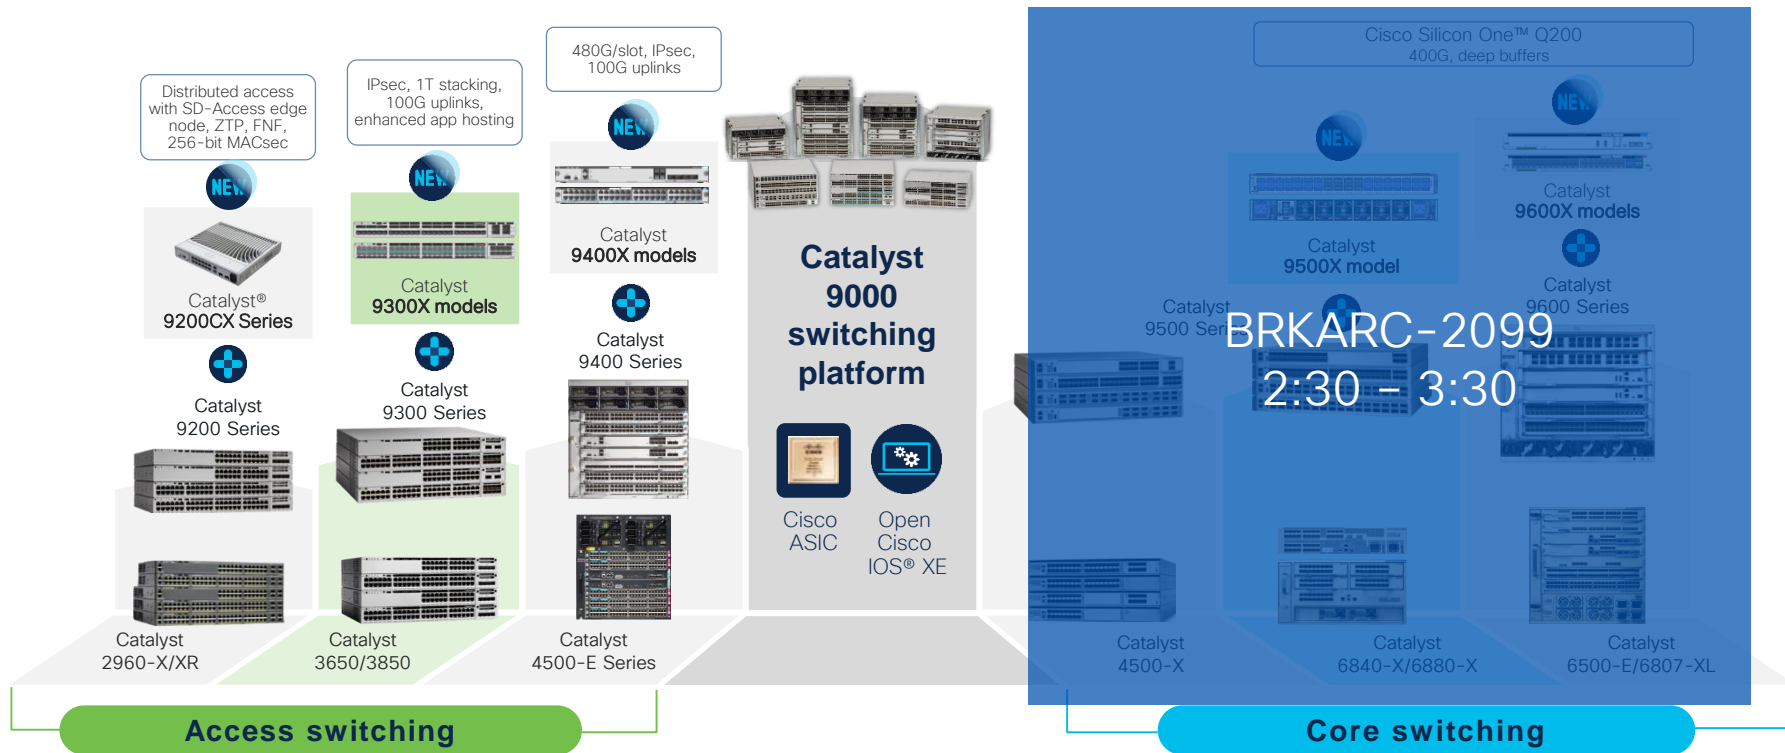 Distributed access
with SD-Access edge
node, ZTP, FNF,
256-bit MACsec
NEW
Catalyst®
9200CX Series
Catalyst
9200 Series
Catalyst
2960-X/XR
IPsec, 1T stacking,
100G uplinks,
enhanced app hosting
NEW
Catalyst
9300X models
Catalyst
9300 Series
Catalyst
3650/3850
480G/slot, IPsec,
100G uplinks
NEW
Catalyst
9400X models
Catalyst
9400 Series
Catalyst
4500-E Series
Access switching
Catalyst
9000
switching
platform
Cisco
ASIC
Open
Cisco
IOS® XE
Cisco Silicon One™ Q200
400G, deep buffers
NEW
Catalyst
9500X model
Catalyst
9500 Series
NEW
Catalyst
9600X models
Catalyst
9600 Series
BRKARC-2099
2:30 - 3:30
Catalyst
4500-X
Catalyst
6840-X/6880-X
Catalyst
6500-E/6807-XL
Core switching